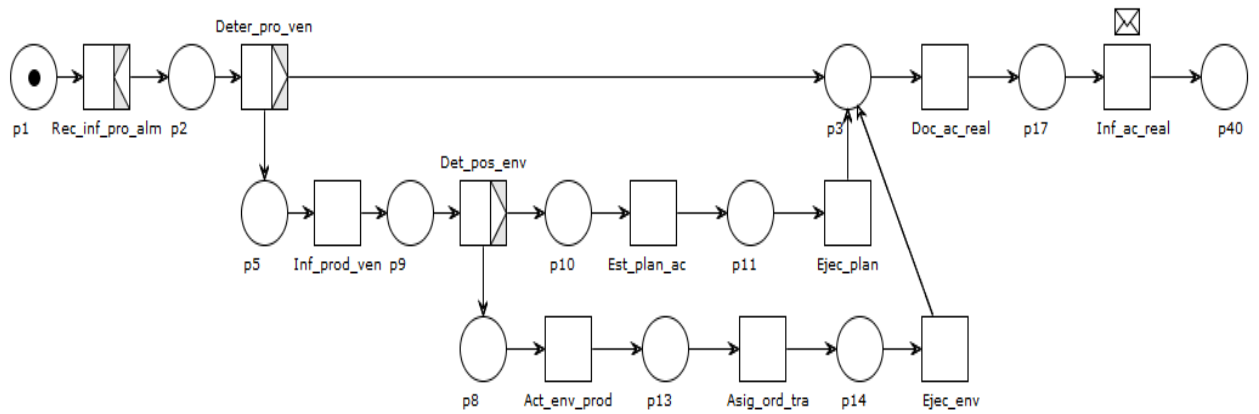 Deter_pro_ven
p1
Rec_inf_pro_alm
p2
p3
Doc_ac_real
p17
Inf_ac_real
p40
Det_pos_env
p5
Inf_prod_ven
p9
p10
Est_plan_ac
p11
Ejec_plan
p8
Act_env_prod
p13
Asig_ord_tra
p14
Ejec_env